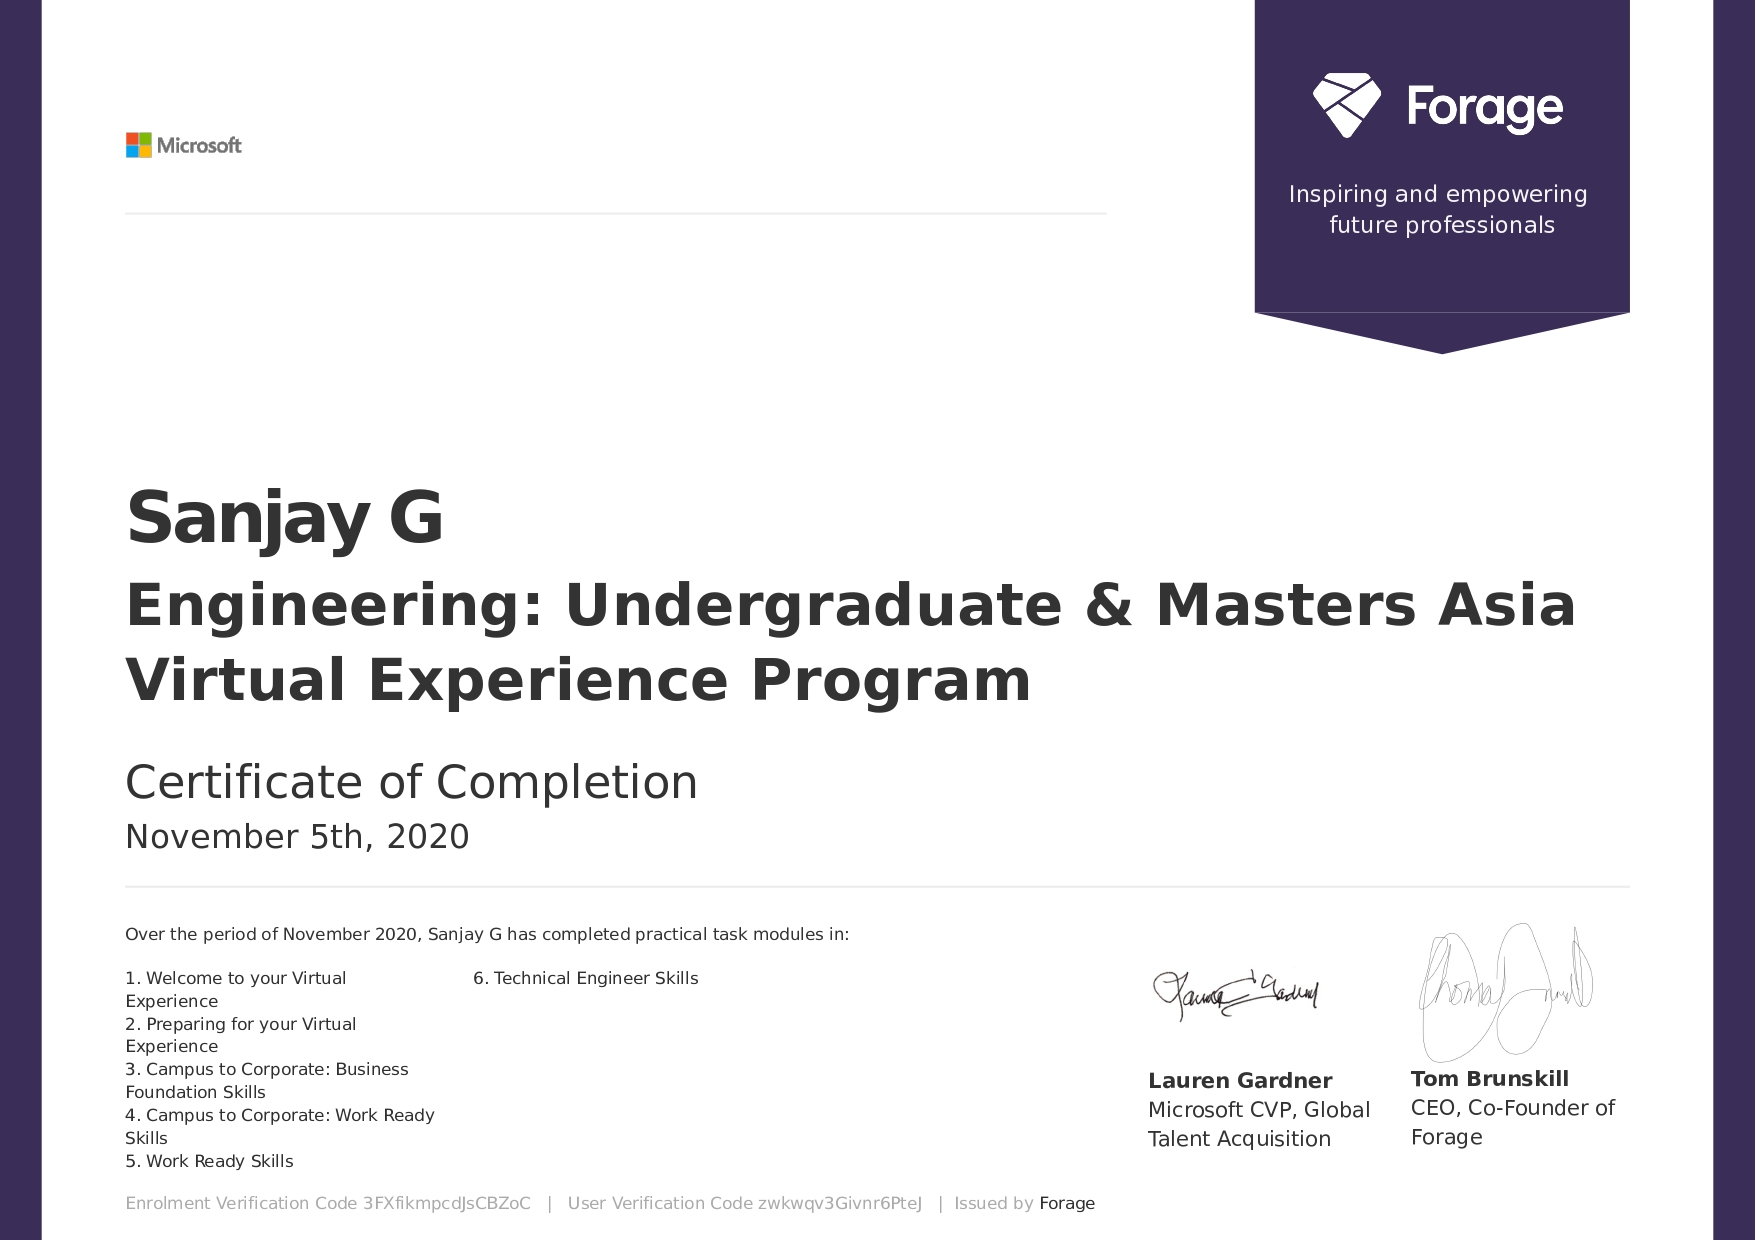 Microsoft
Forage
Inspiring and empowering
future professionals
Sanjay G
Engineering: Undergraduate & Masters Asia
Virtual Experience Program
Certificate of Completion
November 5th, 2020
Over the period of November 2020, Sanjay G has completed practical task modules in:
1. Welcome to your Virtual
Experience
2. Preparing for your Virtual
Experience
3. Campus to Corporate: Business
Foundation Skills
4. Campus to Corporate: Work Ready
Skills
5. Work Ready Skills
6. Technical Engineer Skills
Lauren Gardner
Microsoft CVP, Global
Talent Acquisition
Tom Brunskill
CEO, Co-Founder of
Forage
Enrolment Verification Code 3FXfikmpcdJsCBZoC | User Verification Code zwkwqv3Givnr6PteJ | Issued by Forage